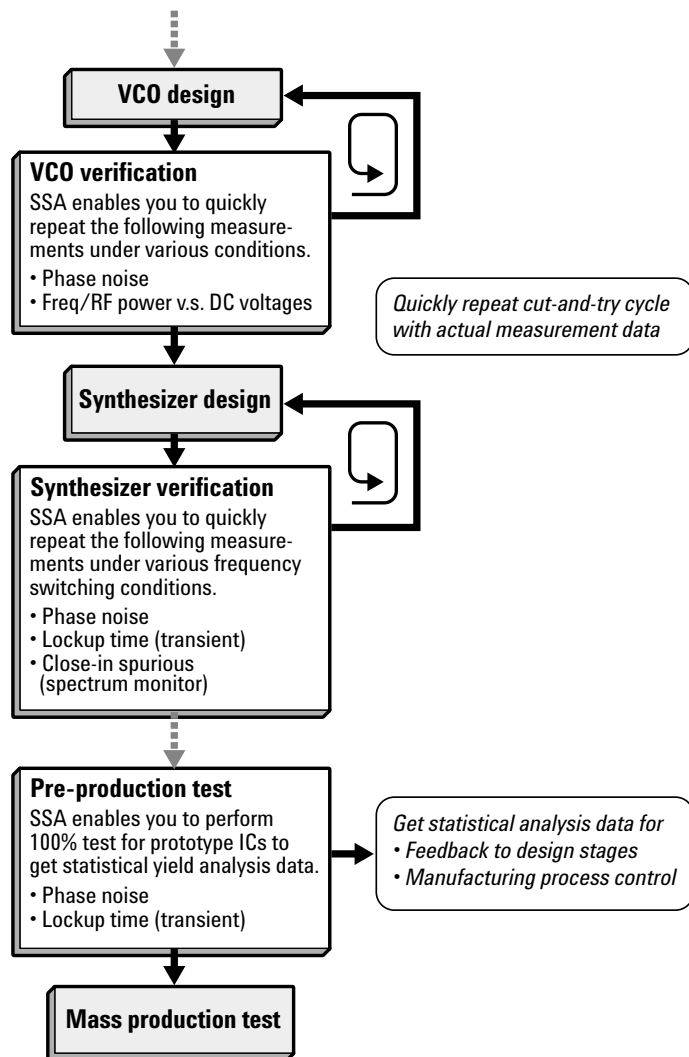 VCO design
VCO verification
SSA enables you to quickly
repeat the following measure-
ments under various conditions.
• Phase noise
• Freq/RF power v.s. DC voltages
Quickly repeat cut-and-try cycle
with actual measurement data
Synthesizer design
Synthesizer verification
SSA enables you to quickly
repeat the following measure-
ments under various frequency
switching conditions.
• Phase noise
• Lockup time (transient)
• Close-in spurious
(spectrum monitor)
Pre-production test
SSA enables you to perform
100% test for prototype ICs to
get statistical yield analysis data.
• Phase noise
• Lockup time (transient)
Get statistical analysis data for
• Feedback to design stages
• Manufacturing process control
Mass production test